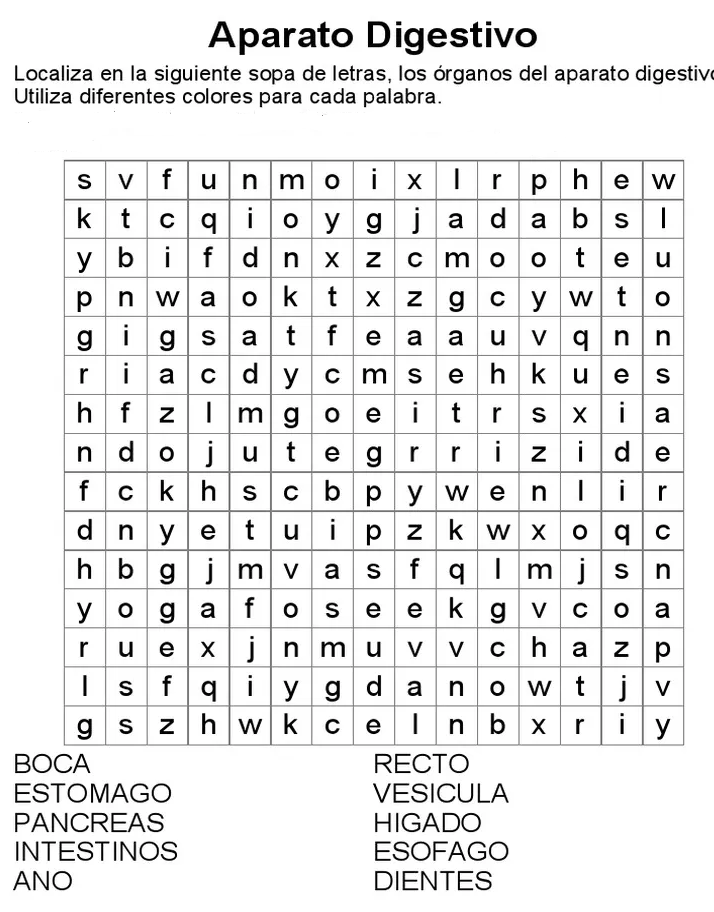 Aparato Digestivo
Localiza en la siguiente sopa de letras, los órganos del aparato digestivo
Utiliza diferentes colores para cada palabra.
s v f u n m o i x l r p h e w
k t c q i o y g j a d a b s l
y b i f d n x z c m o o t e u
p n w a o k t x z g c y w t o
g i g s a t f e a a u v q n n
r i a c d y c m s e h k u e s
h f z l m g o e i t r s x i a
n d o j u t e g r r i z i d e
f c k h s c b p y w e n l i r
d n y e t u i p z k w x o q c
h b g j m v a s f q l m j s n
y o g a f o s e e k g v c o a
r u e x j n m u v v c h a z p
l s f q i y g d a n o w t j v
g s z h w k c e l n b x r i y
BOCA RECTO
ESTOMAGO VESICULA
PANCREAS HIGADO
INTESTINOS ESOFAGO
ANO DIENTES